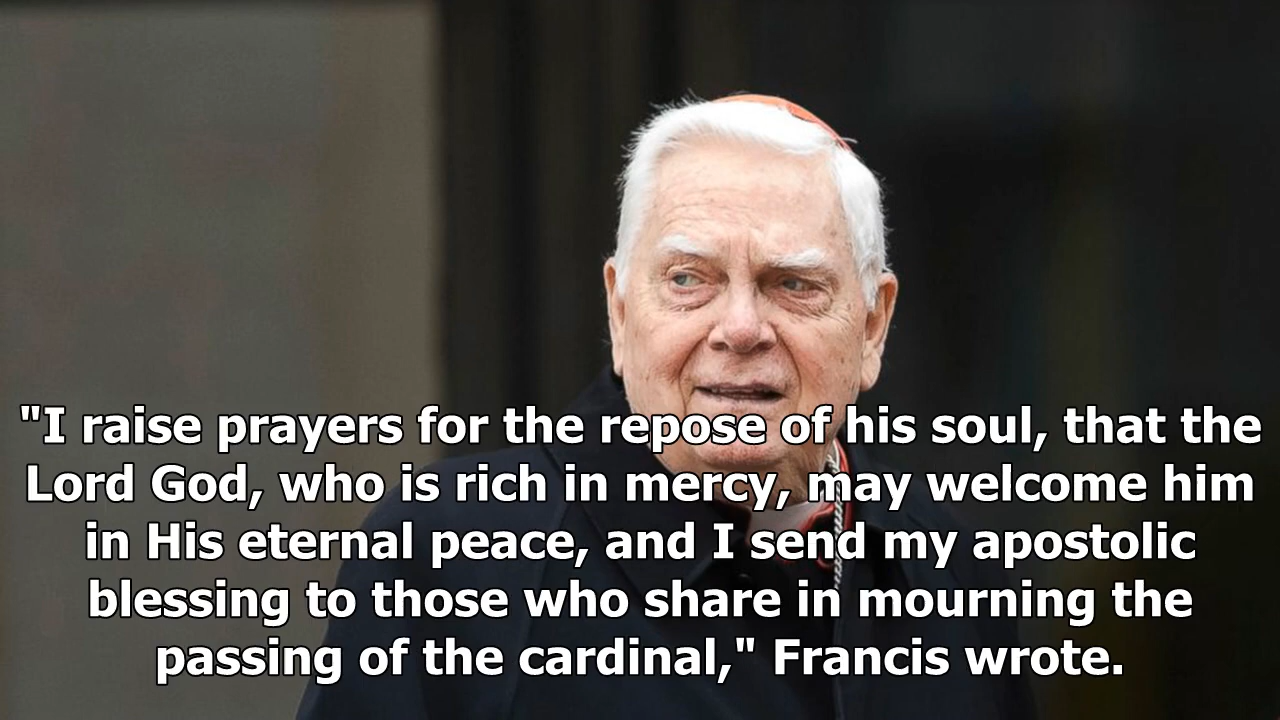 "I raise prayers for the repose of his soul, that the
Lord God, who is rich in mercy, may welcome him
in His eternal peace, and I send my apostolic
blessing to those who share in mourning the
passing of the cardinal," Francis wrote.